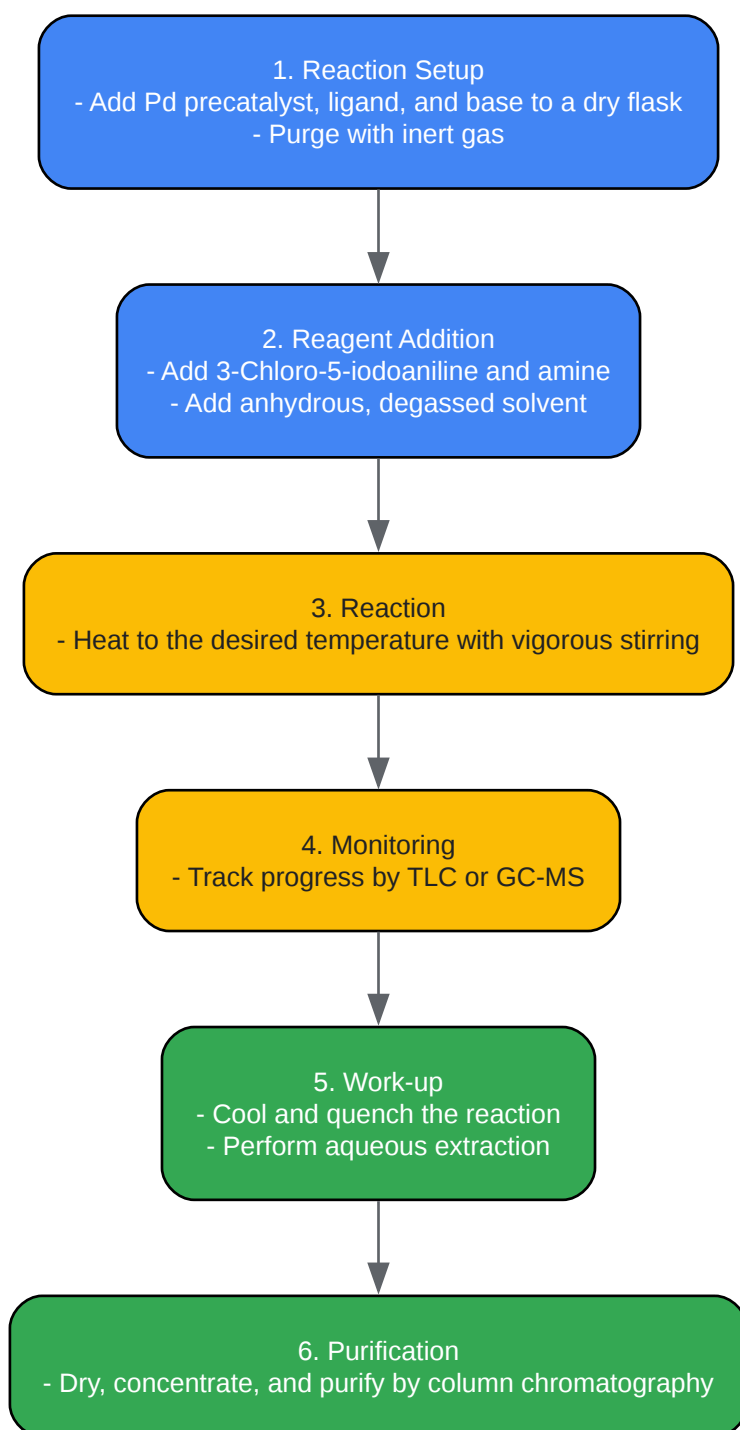 1. Reaction Setup
- Add Pd precatalyst, ligand, and base to a dry flask
- Purge with inert gas
2. Reagent Addition
- Add 3-Chloro-5-iodoaniline and amine
- Add anhydrous, degassed solvent
3. Reaction
- Heat to the desired temperature with vigorous stirring
4. Monitoring
- Track progress by TLC or GC-MS
5. Work-up
- Cool and quench the reaction
- Perform aqueous extraction
6. Purification
- Dry, concentrate, and purify by column chromatography